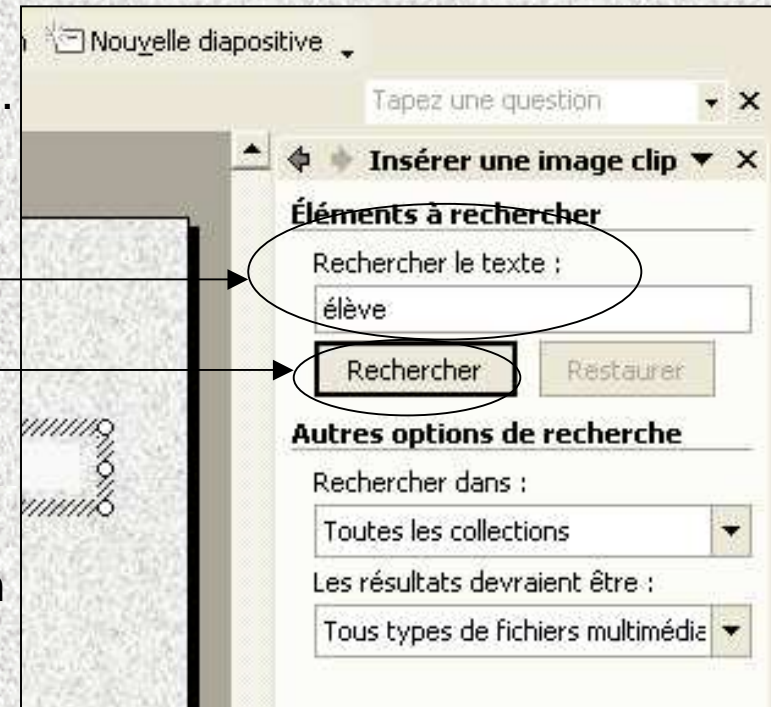 Nouvelle diapositive
.
Tapez une question
Insérer une image clip
Éléments à rechercher
Rechercher le texte :
élève
Rechercher Restaurer
Autres options de recherche
Rechercher dans :
Toutes les collections
Les résultats devraient être :
Tous types de fichiers multimédia